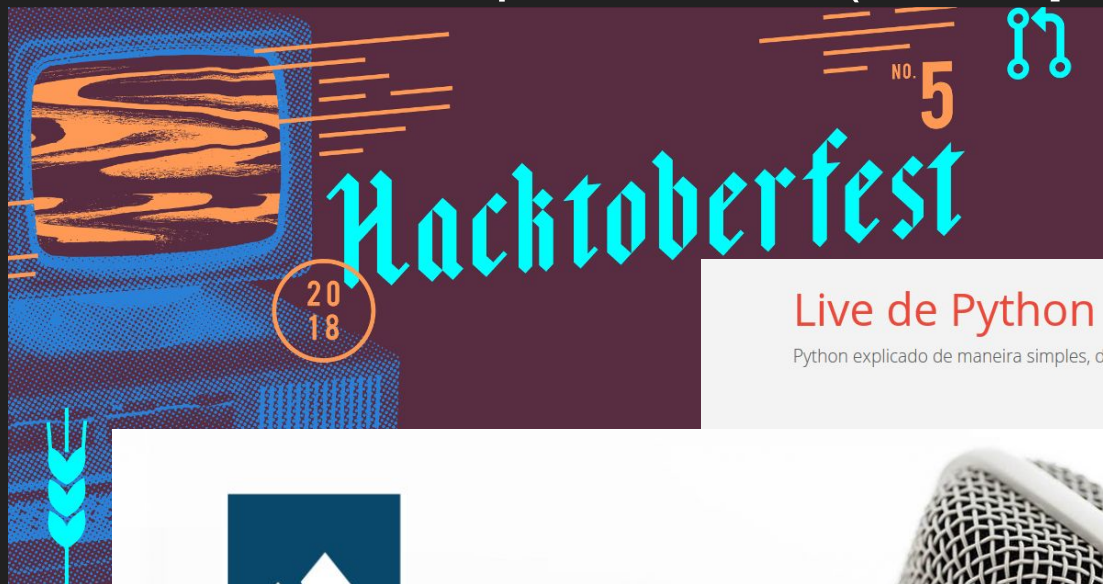 NO. 5
Hacktoberfest
20
18
Live de Python
Python explicado de maneira simples, d